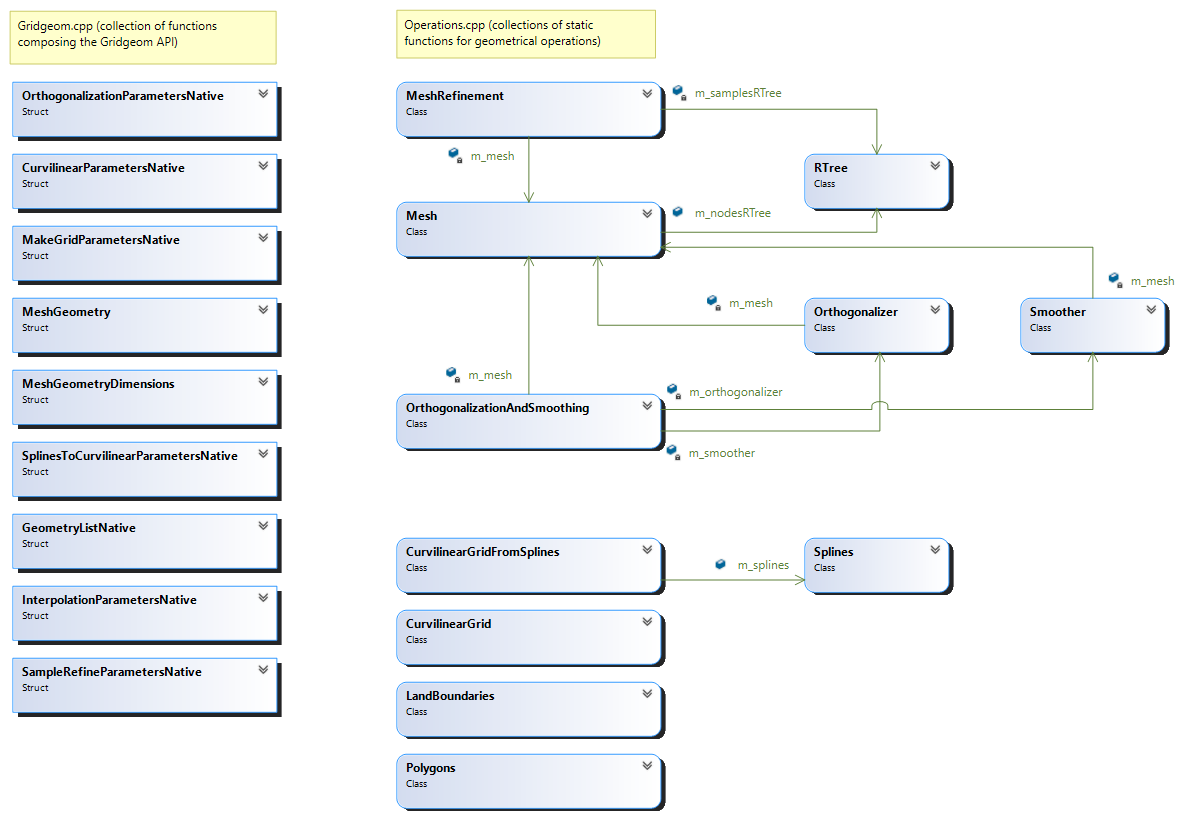 Gridgeom.cpp (collection of functions
composing the Gridgeom API)
OrthogonalizationParametersNative
Struct
CurvilinearParametersNative
Struct
MakeGridParametersNative
Struct
MeshGeometry
Struct
MeshGeometryDimensions
Struct
SplinesToCurvilinearParametersNative
Struct
GeometryListNative
Struct
InterpolationParametersNative
Struct
SampleRefineParametersNative
Struct
Operations.cpp (collections of static
functions for geometrical operations)
MeshRefinement
Class
m_samplesRTree
m_mesh
RTree
Class
Mesh
Class
m_nodesRTree
m_mesh
m_mesh
Orthogonalizer
Class
Smoother
Class
m_mesh
OrthogonalizationAndSmoothing
Class
m_orthogonalizer
m_smoother
CurvilinearGridFromSplines
Class
m_splines
Splines
Class
CurvilinearGrid
Class
LandBoundaries
Class
Polygons
Class